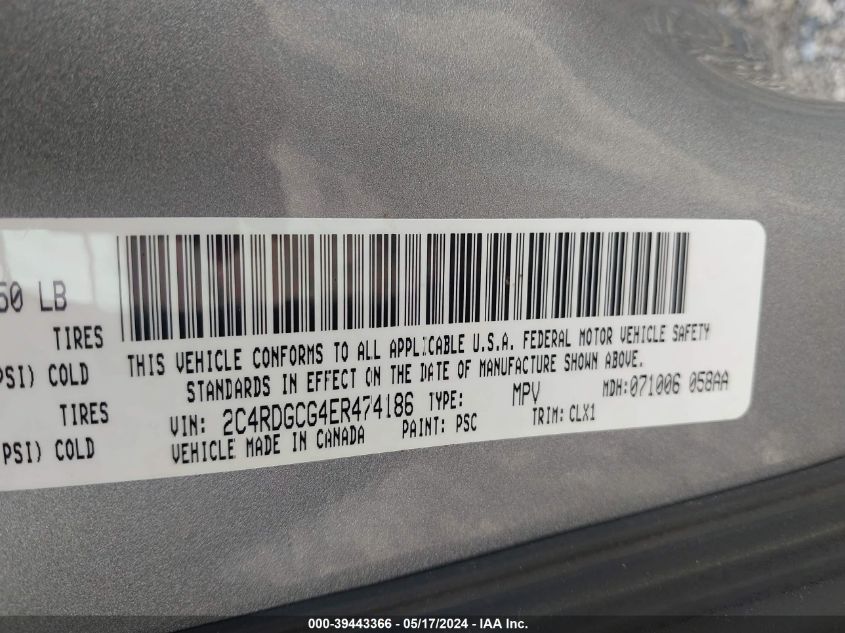 60 LB
TIRES
PSI) COLD
TIRES
PSI) COLD
THIS VEHICLE CONFORMS TO ALL APPLICABLE U.S.A. FEDERAL MOTOR VEHICLE SAFETY
STANDARDS IN EFFECT ON THE DATE OF MANUFACTURE SHOWN ABOVE.
VIN: 2C4RDGCG4ER474186 TYPE: MPV MDH:071006 058AA
VEHICLE MADE IN CANADA PAINT: PSC TRIM: CLX1
000-39443366 - 05/17/2024 - IAA Inc.